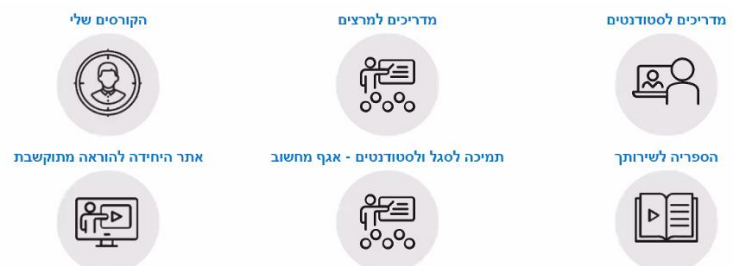 מדריכים לסטודנטים
מדריכים למרצים
הקורסים שלי
הספריה לשירותך
תמיכה לסגל ולסטודנטים - אגף מחשוב
אתר היחידה להוראה מתוקשבת